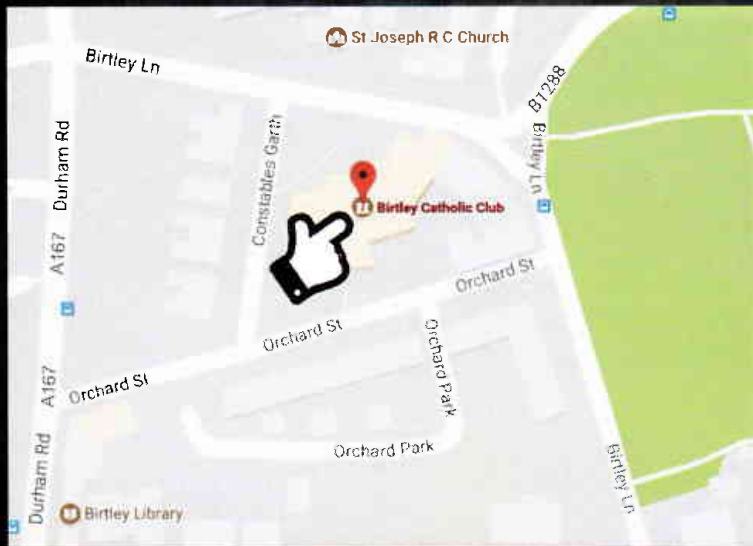 St Joseph R C Church
Birtley Ln
B1288
Durham Rd
Constables Garth
Birtley Ln
Birtley Catholic Club
A167
Orchard St
Orchard St
Orchard Park
A167
Orchard St
Orchard Park
Durham Rd
Birtley Ln
Birtley Library